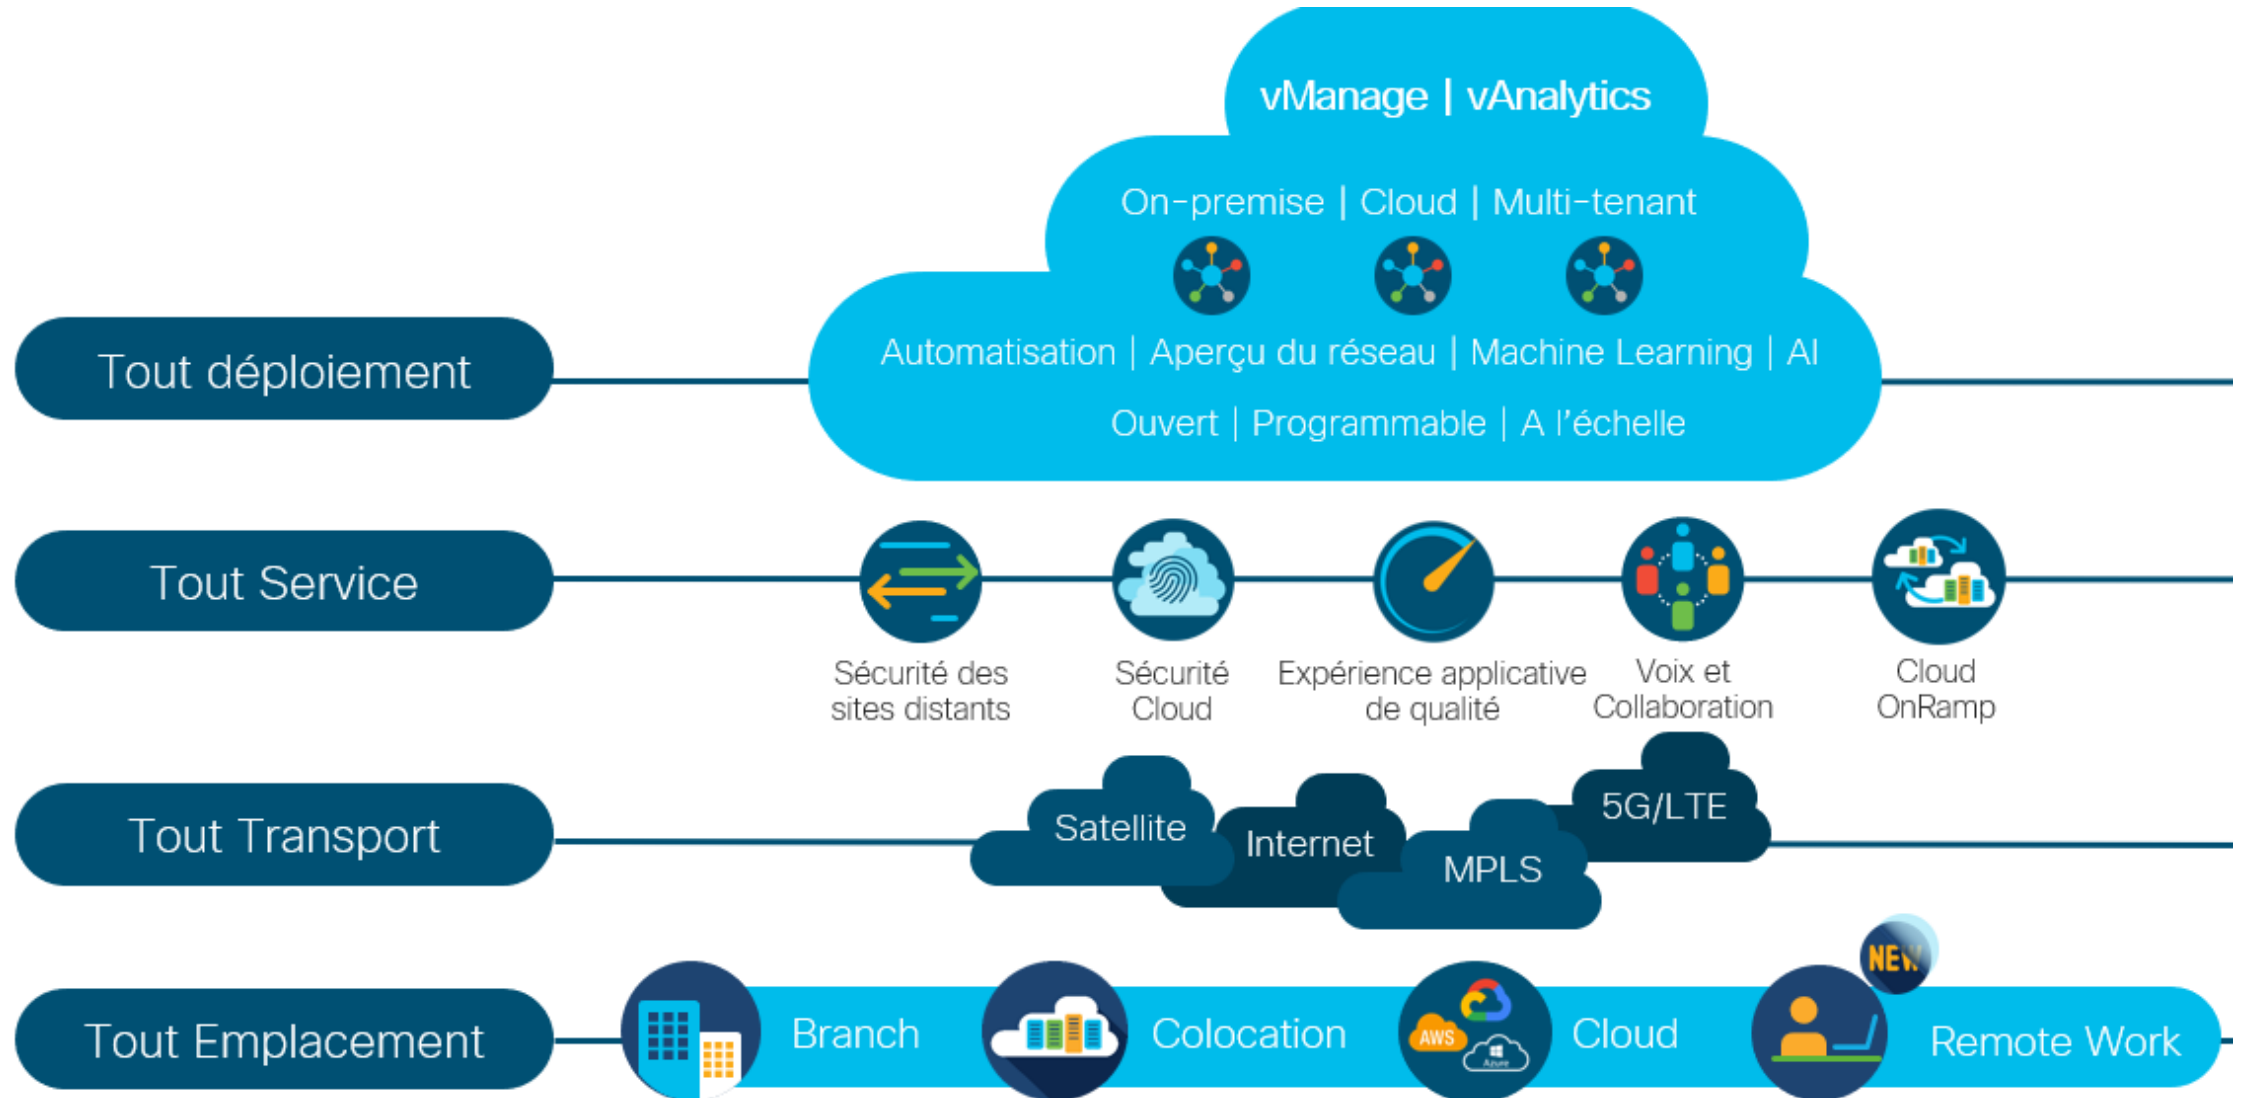 vManage | vAnalytics
On-premise | Cloud | Multi-tenant
Tout déploiement
Automatisation | Aperçu du réseau | Machine Learning | AI
Ouvert | Programmable | A l'échelle
Tout Service
Sécurité des
sites distants
Sécurité
Cloud
Expérience applicative
de qualité
Voix et
Collaboration
Cloud
OnRamp
Tout Transport
Satellite
Internet
MPLS
5G/LTE
Tout Emplacement
Branch
Colocation
AWS
Azure
Cloud
NEW
Remote Work